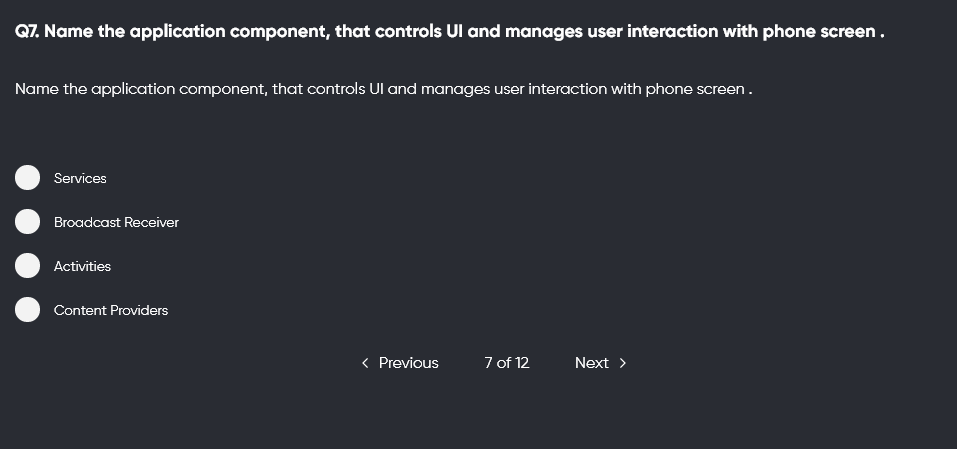 Q7. Name the application component, that controls UI and manages user interaction with phone screen .
Name the application component, that controls UI and manages user interaction with phone screen .
Services
Broadcast Receiver
Activities
Content Providers
< Previous 7 of 12 Next >